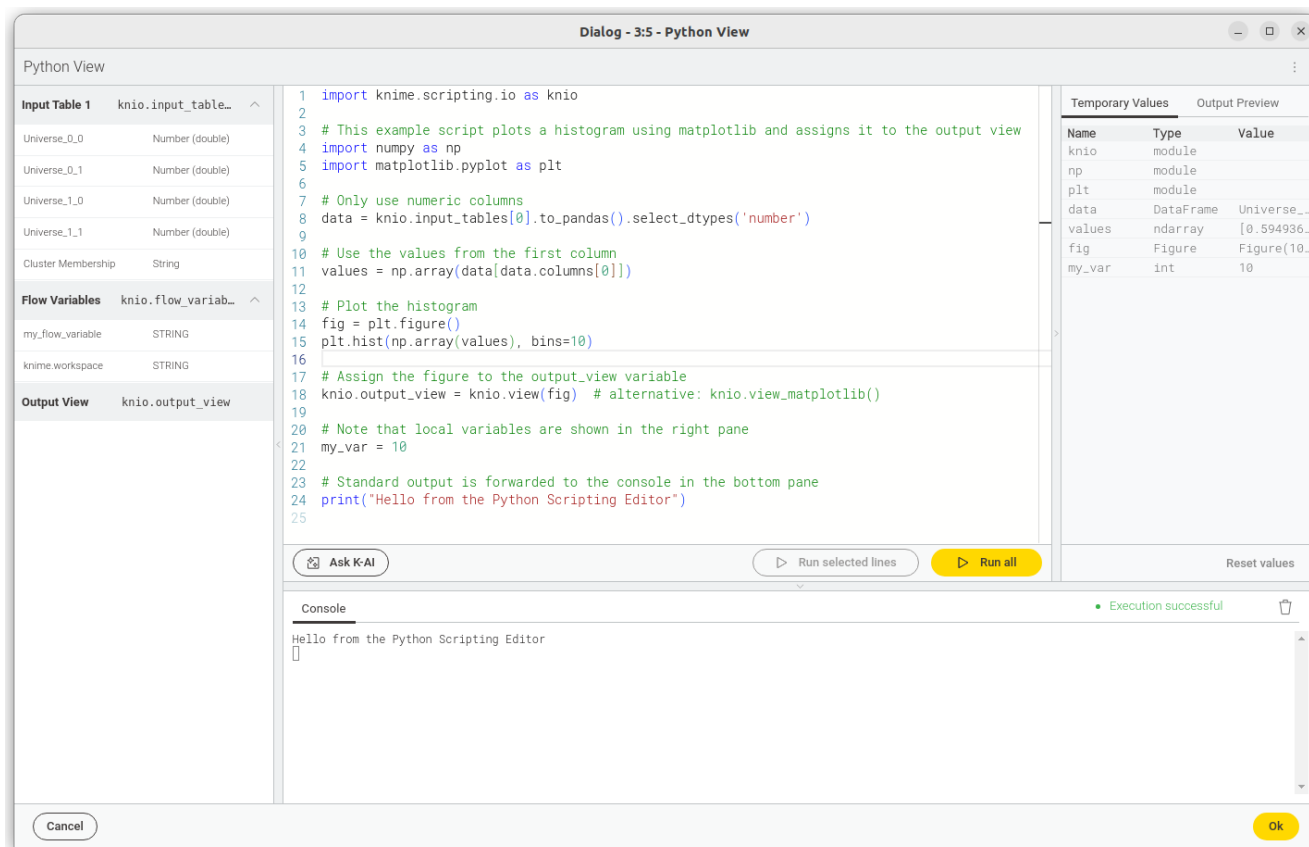 Dialog - 3:5 - Python View
Python View
Input Table 1 knio.input_table…
Universe_0_0 Number (double)
Universe_0_1 Number (double)
Universe_1_0 Number (double)
Universe_1_1 Number (double)
Cluster Membership String
Flow Variables knio.flow_variab…
my_flow_variable STRING
knime.workspace STRING
Output View knio.output_view
1 import knime.scripting.io as knio
2
3 # This example script plots a histogram using matplotlib and assigns it to the output view
4 import numpy as np
5 import matplotlib.pyplot as plt
6
7 # Only use numeric columns
8 data = knio.input_tables[0].to_pandas().select_dtypes('number')
9
10 # Use the values from the first column
11 values = np.array(data[data.columns[0]])
12
13 # Plot the histogram
14 fig = plt.figure()
15 plt.hist(np.array(values), bins=10)
16
17 # Assign the figure to the output_view variable
18 knio.output_view = knio.view(fig)  # alternative: knio.view_matplotlib()
19
20 # Note that local variables are shown in the right pane
21 my_var = 10
22
23 # Standard output is forwarded to the console in the bottom pane
24 print("Hello from the Python Scripting Editor")
25
Ask K-AI
Run selected lines
Run all
Temporary Values Output Preview
Name Type Value
knio module
np module
plt module
data DataFrame Universe_…
values ndarray [0.594936…
fig Figure Figure(10…
my_var int 10
Reset values
Console
Execution successful
Hello from the Python Scripting Editor
Cancel
Ok